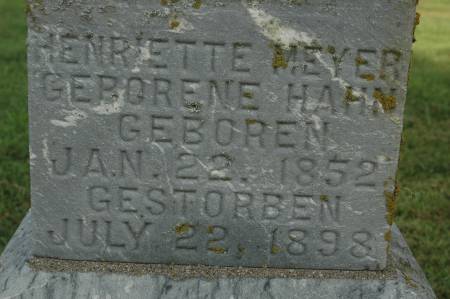 HENRIETTE MEYER
GEBORENE HAHN
GEBOREN
JAN. 22. 1852
GESTORBEN
JULY 22, 1898